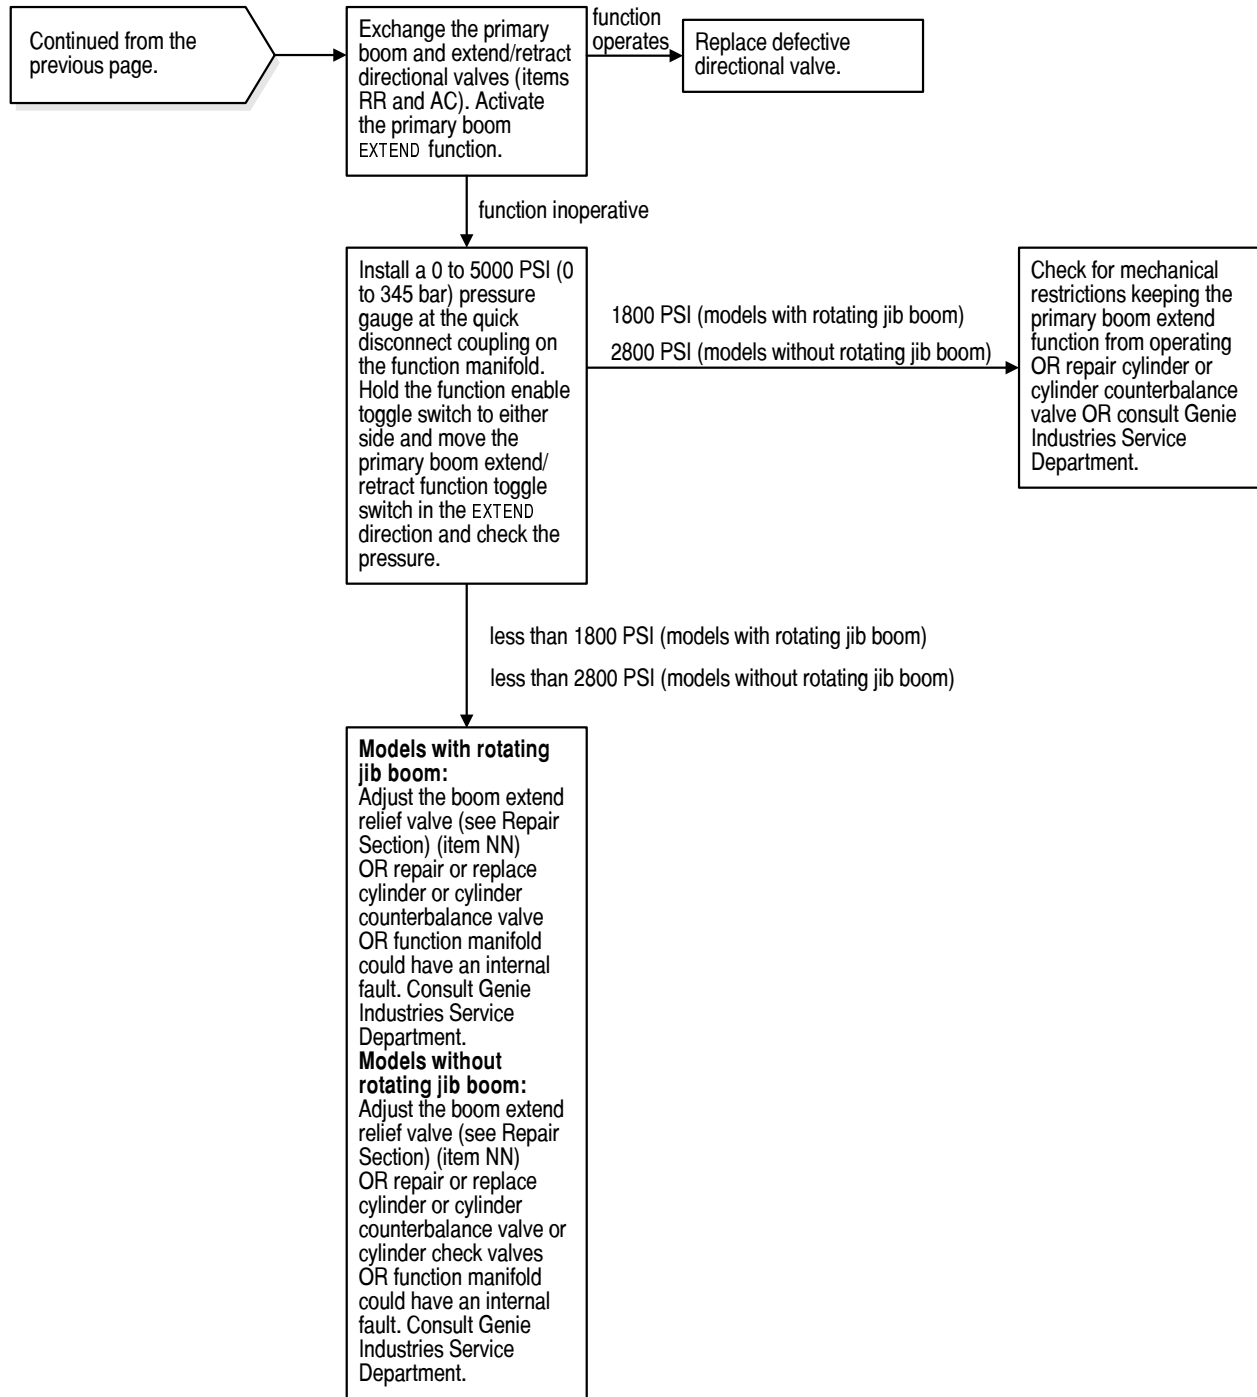 Continued from the
previous page.
Exchange the primary
boom and extend/retract
directional valves (items
RR and AC). Activate
the primary boom
EXTEND function.
function
operates
Replace defective
directional valve.
function inoperative
Install a 0 to 5000 PSI (0
to 345 bar) pressure
gauge at the quick
disconnect coupling on
the function manifold.
Hold the function enable
toggle switch to either
side and move the
primary boom extend/
retract function toggle
switch in the EXTEND
direction and check the
pressure.
1800 PSI (models with rotating jib boom)
2800 PSI (models without rotating jib boom)
Check for mechanical
restrictions keeping the
primary boom extend
function from operating
OR repair cylinder or
cylinder counterbalance
valve OR consult Genie
Industries Service
Department.
less than 1800 PSI (models with rotating jib boom)
less than 2800 PSI (models without rotating jib boom)
Models with rotating
jib boom:
Adjust the boom extend
relief valve (see Repair
Section) (item NN)
OR repair or replace
cylinder or cylinder
counterbalance valve
OR function manifold
could have an internal
fault. Consult Genie
Industries Service
Department.
Models without
rotating jib boom:
Adjust the boom extend
relief valve (see Repair
Section) (item NN)
OR repair or replace
cylinder or cylinder
counterbalance valve or
cylinder check valves
OR function manifold
could have an internal
fault. Consult Genie
Industries Service
Department.